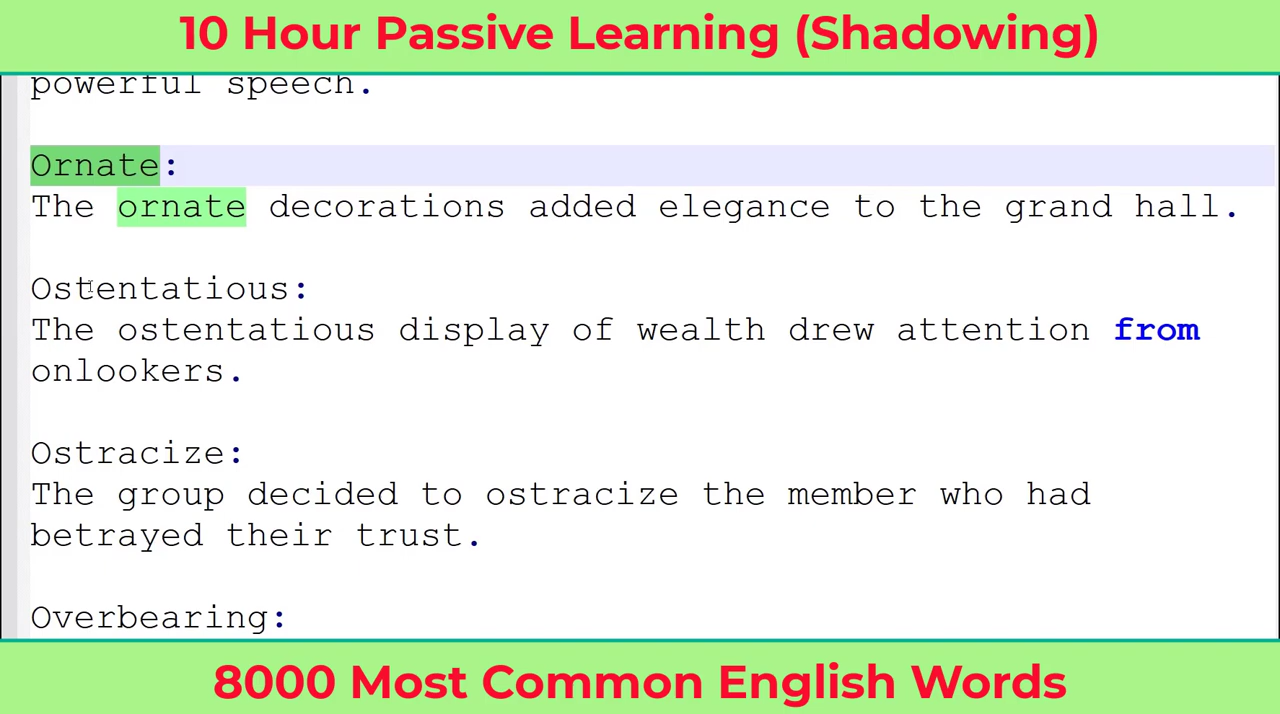 10 Hour Passive Learning (Shadowing)
powerful speech.
Ornate:
The ornate decorations added elegance to the grand hall.
Ostentatious:
The ostentatious display of wealth drew attention from
onlookers.
Ostracize:
The group decided to ostracize the member who had
betrayed their trust.
Overbearing:
8000 Most Common English Words